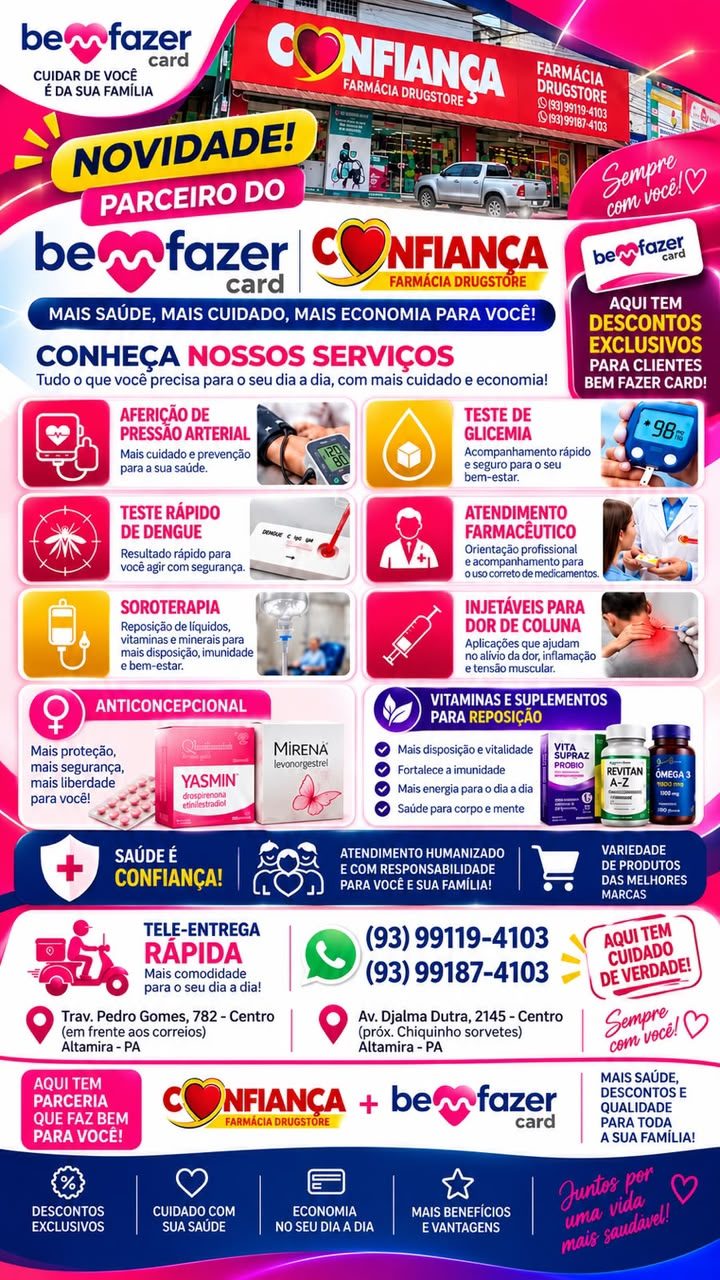 bemfazer
card
CUIDAR DE VOCÊ
É DA SUA FAMÍLIA
CONFIANÇA
FARMÁCIA DRUGSTORE
FARMÁCIA
DRUGSTORE
(93) 99119-4103
(93) 99187-4103
NOVIDADE!
PARCEIRO DO
Sempre
com você!
bemfazer
card
CONFIANÇA
FARMÁCIA DRUGSTORE
bemfazer
card
AQUI TEM
DESCONTOS
EXCLUSIVOS
PARA CLIENTES
BEM FAZER CARD!
MAIS SAÚDE, MAIS CUIDADO, MAIS ECONOMIA PARA VOCÊ!
CONHEÇA NOSSOS SERVIÇOS
Tudo o que você precisa para o seu dia a dia, com mais cuidado e economia!
AFERIÇÃO DE
PRESSÃO ARTERIAL
Mais cuidado e prevenção
para a sua saúde.
120
80
TESTE DE
GLICEMIA
Acompanhamento rápido
e seguro para o seu
bem-estar.
98
TESTE RÁPIDO
DE DENGUE
Resultado rápido para
você agir com segurança.
DENGUE C IgG IgM
ATENDIMENTO
FARMACÊUTICO
Orientação profissional
e acompanhamento para
o uso correto de medicamentos.
SOROTERAPIA
Reposição de líquidos,
vitaminas e minerais para
mais disposição, imunidade
e bem-estar.
INJETÁVEIS PARA
DOR DE COLUNA
Aplicações que ajudam
no alívio da dor, inflamação
e tensão muscular.
ANTICONCEPCIONAL
Mais proteção,
mais segurança,
mais liberdade
para você!
YASMIN
drospirenona
etinilestradiol
MIRENA
levonorgestrel
VITAMINAS E SUPLEMENTOS
PARA REPOSIÇÃO
Mais disposição e vitalidade
Fortalece a imunidade
Mais energia para o dia a dia
Saúde para corpo e mente
VITA
SUPRAZ
PROBIO
REVITAN
A-Z
ÔMEGA 3
SAÚDE É
CONFIANÇA!
ATENDIMENTO HUMANIZADO
E COM RESPONSABILIDADE
PARA VOCÊ E SUA FAMÍLIA!
VARIEDADE
DE PRODUTOS
DAS MELHORES
MARCAS
TELE-ENTREGA
RÁPIDA
Mais comodidade
para o seu dia a dia!
(93) 99119-4103
(93) 99187-4103
AQUI TEM
CUIDADO
DE VERDADE!
Trav. Pedro Gomes, 782 - Centro
(em frente aos correios)
Altamira - PA
Av. Djalma Dutra, 2145 - Centro
(próx. Chiquinho sorvetes)
Altamira - PA
Sempre
com você!
AQUI TEM
PARCERIA
QUE FAZ BEM
PARA VOCÊ!
CONFIANÇA
FARMÁCIA DRUGSTORE
+
bemfazer
card
MAIS SAÚDE,
DESCONTOS E
QUALIDADE
PARA TODA
A SUA FAMÍLIA!
DESCONTOS
EXCLUSIVOS
CUIDADO COM
SUA SAÚDE
ECONOMIA
NO SEU DIA A DIA
MAIS BENEFÍCIOS
E VANTAGENS
Juntos por
uma vida
mais saudável!